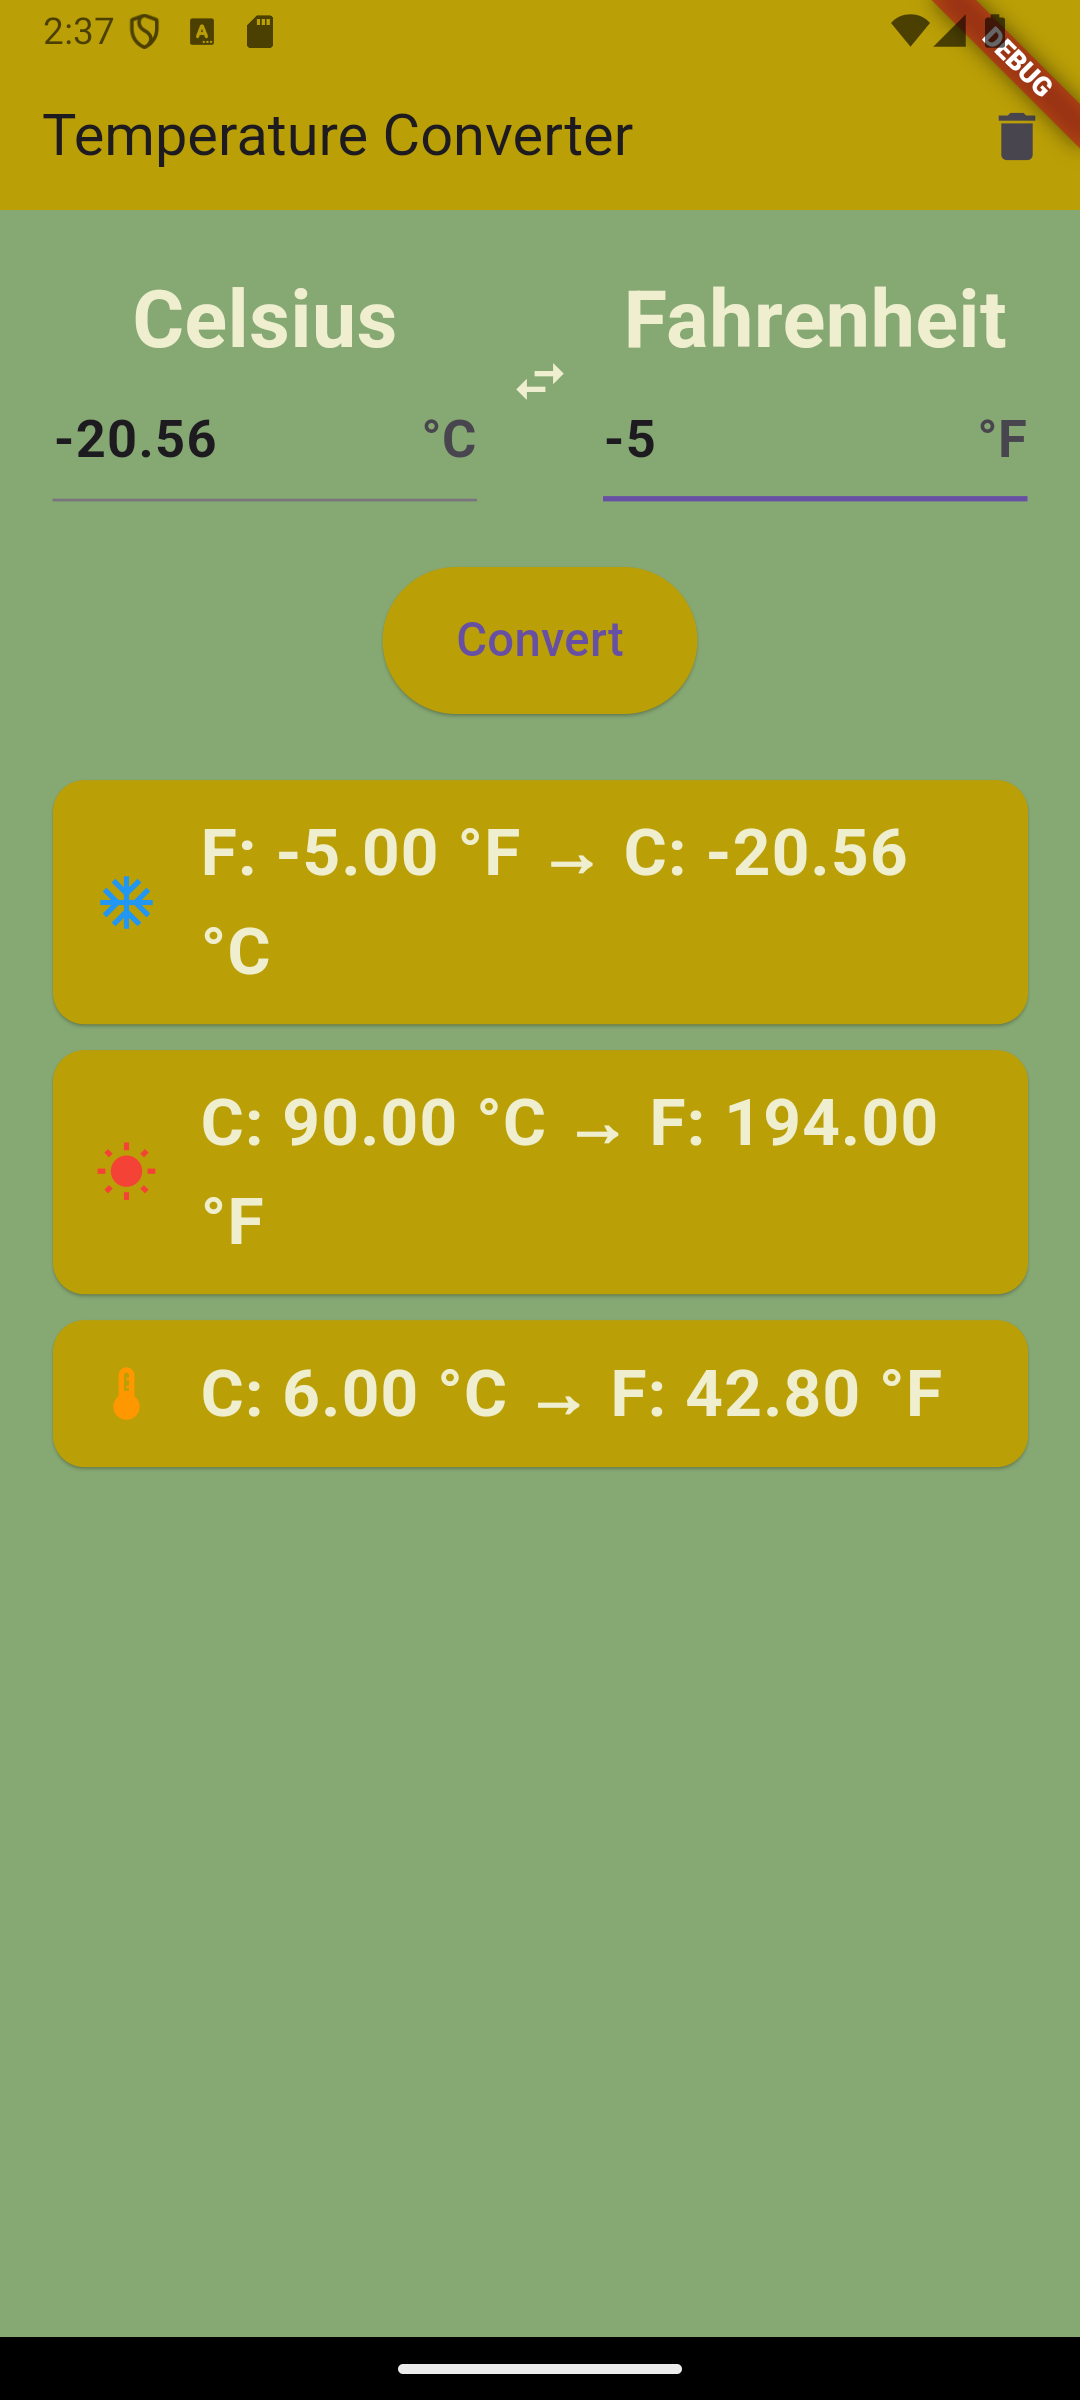 2:37
DEBUG
Temperature Converter
Celsius
Fahrenheit
-20.56 °C
-5 °F
Convert
F: -5.00 °F → C: -20.56
°C
C: 90.00 °C → F: 194.00
°F
C: 6.00 °C → F: 42.80 °F